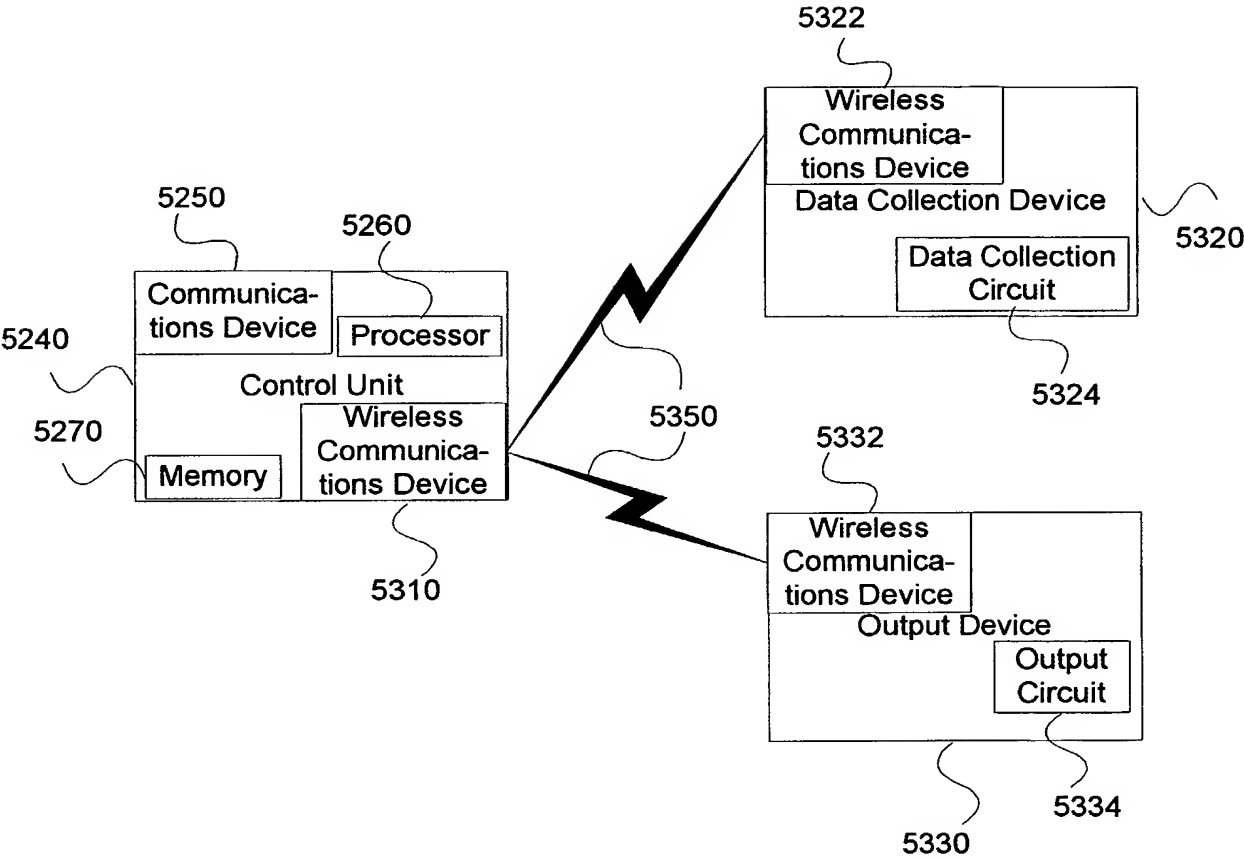 5322
Wireless
Communica-
tions Device
Data Collection Device
5320
Data Collection
Circuit
5324
5250
5260
Communica-
tions Device
Processor
5240
Control Unit
5270
Memory
Wireless
Communica-
tions Device
5310
5350
5332
Wireless
Communica-
tions Device
Output Device
Output
Circuit
5334
5330